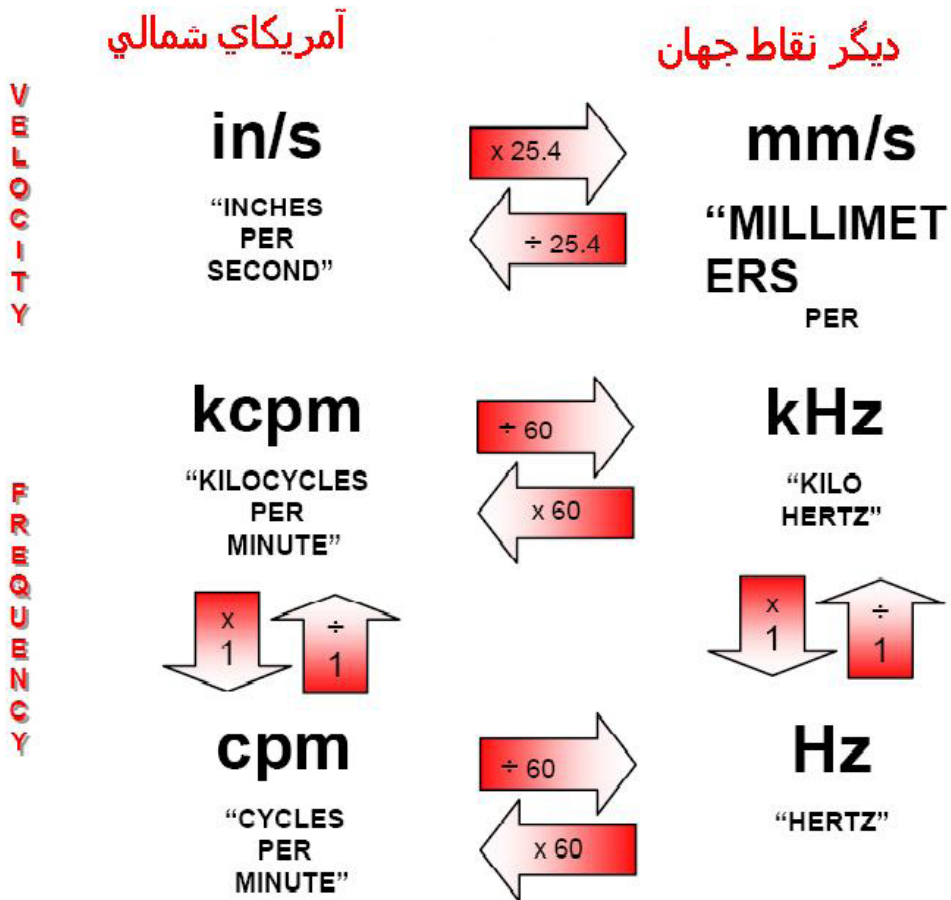 آمريكاي شمالي
ديگر نقاط جهان
VELOCITY
in/s
x 25.4
mm/s
“INCHES
PER
SECOND”
÷ 25.4
“MILLIMET
ERS
PER
FREQUENCY
kcpm
÷ 60
kHz
“KILOCYCLES
PER
MINUTE”
x 60
“KILO
HERTZ”
x
1
÷
1
x
1
÷
1
cpm
÷ 60
Hz
“CYCLES
PER
MINUTE”
x 60
“HERTZ”